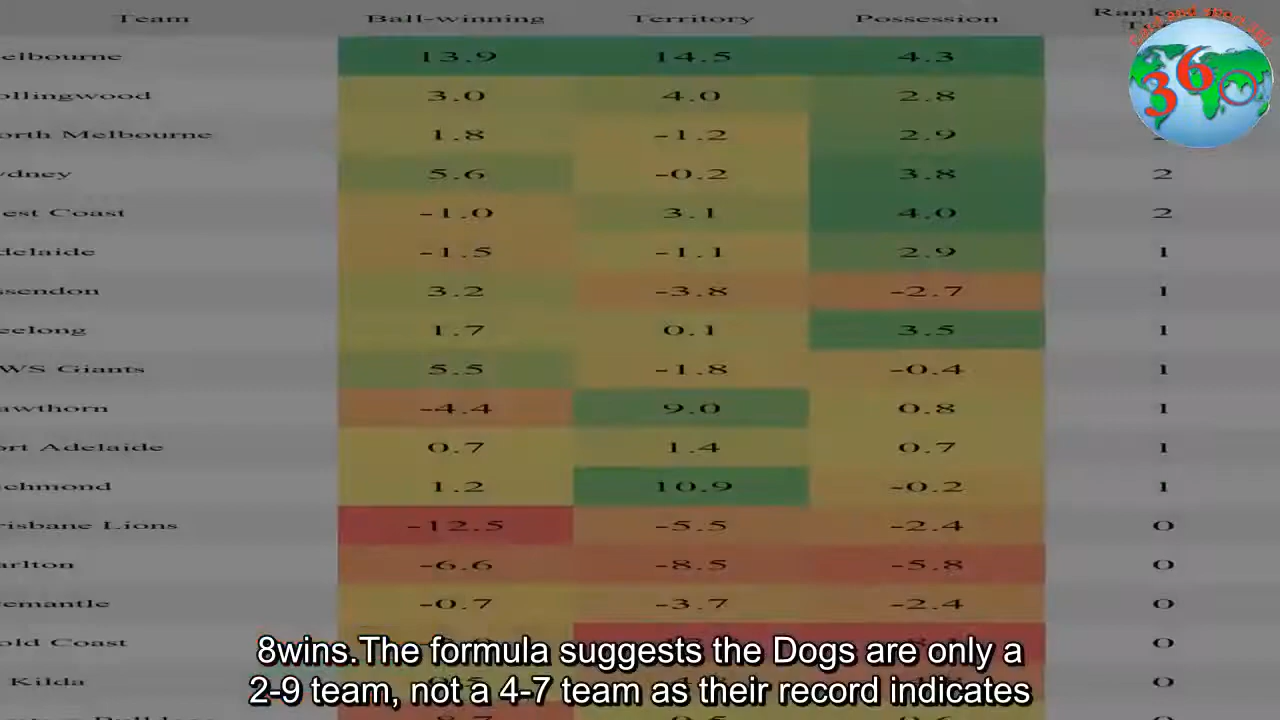 Team Ball-winning Territory Possession
elbourne 13.9 14.5 4.3
ollingwood 3.0 4.0 2.8
orth Melbourne 1.8 -1.2 2.9
dney 5.6 -0.2 3.8 2
est Coast -1.0 3.1 4.0 2
delaide -1.5 -1.1 2.9 1
ssendon 3.2 -3.8 -2.7 1
eelong 1.7 0.1 3.5 1
WS Giants 5.5 -1.8 -0.4 1
awthorn -4.4 9.0 0.8 1
ort Adelaide 0.7 1.4 0.7 1
chmond 1.2 10.9 -0.2 1
risbane Lions -12.5 -5.5 -2.4 0
arlton -6.6 -8.5 -5.8 0
emantle -0.7 -3.7 -2.4 0
old Coast 0
Kilda 0
360
8wins.The formula suggests the Dogs are only a
2-9 team, not a 4-7 team as their record indicates